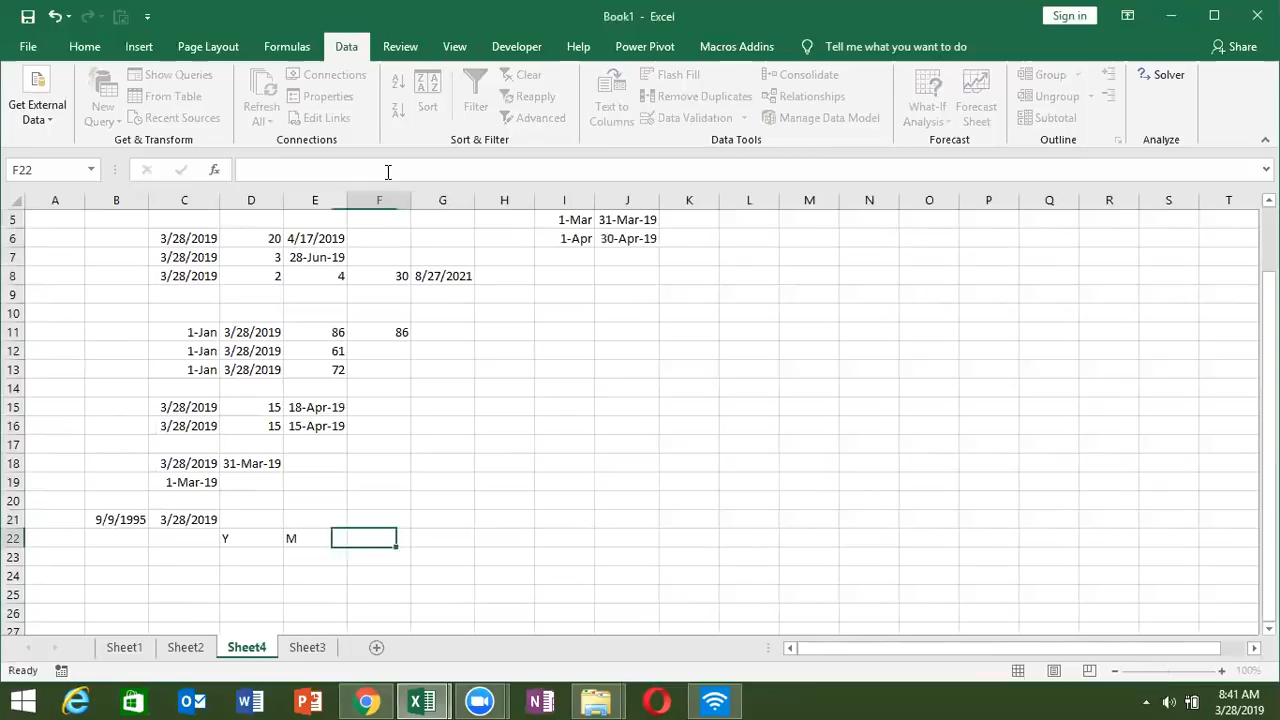 Book1 - Excel
Sign in
File Home Insert Page Layout Formulas Data Review View Developer Help Power Pivot Macros Addins Tell me what you want to do Share
Get External Data
New Query
Show Queries
From Table
Recent Sources
Get & Transform
Refresh All
Connections
Properties
Edit Links
Connections
Sort
Filter
Clear
Reapply
Advanced
Sort & Filter
Text to Columns
Flash Fill
Remove Duplicates
Data Validation
Consolidate
Relationships
Manage Data Model
Data Tools
What-If Analysis
Forecast Sheet
Forecast
Group
Ungroup
Subtotal
Outline
Solver
Analyze
F22 fx
A B C D E F G H I J K L M N O P Q R S T
5 1-Mar 31-Mar-19
6 3/28/2019 20 4/17/2019 1-Apr 30-Apr-19
7 3/28/2019 3 28-Jun-19
8 3/28/2019 2 4 30 8/27/2021
9
10
11 1-Jan 3/28/2019 86 86
12 1-Jan 3/28/2019 61
13 1-Jan 3/28/2019 72
14
15 3/28/2019 15 18-Apr-19
16 3/28/2019 15 15-Apr-19
17
18 3/28/2019 31-Mar-19
19 1-Mar-19
20
21 9/9/1995 3/28/2019
22 Y M
23
24
25
26
27
Sheet1 Sheet2 Sheet4 Sheet3
Ready 100%
8:41 AM
3/28/2019